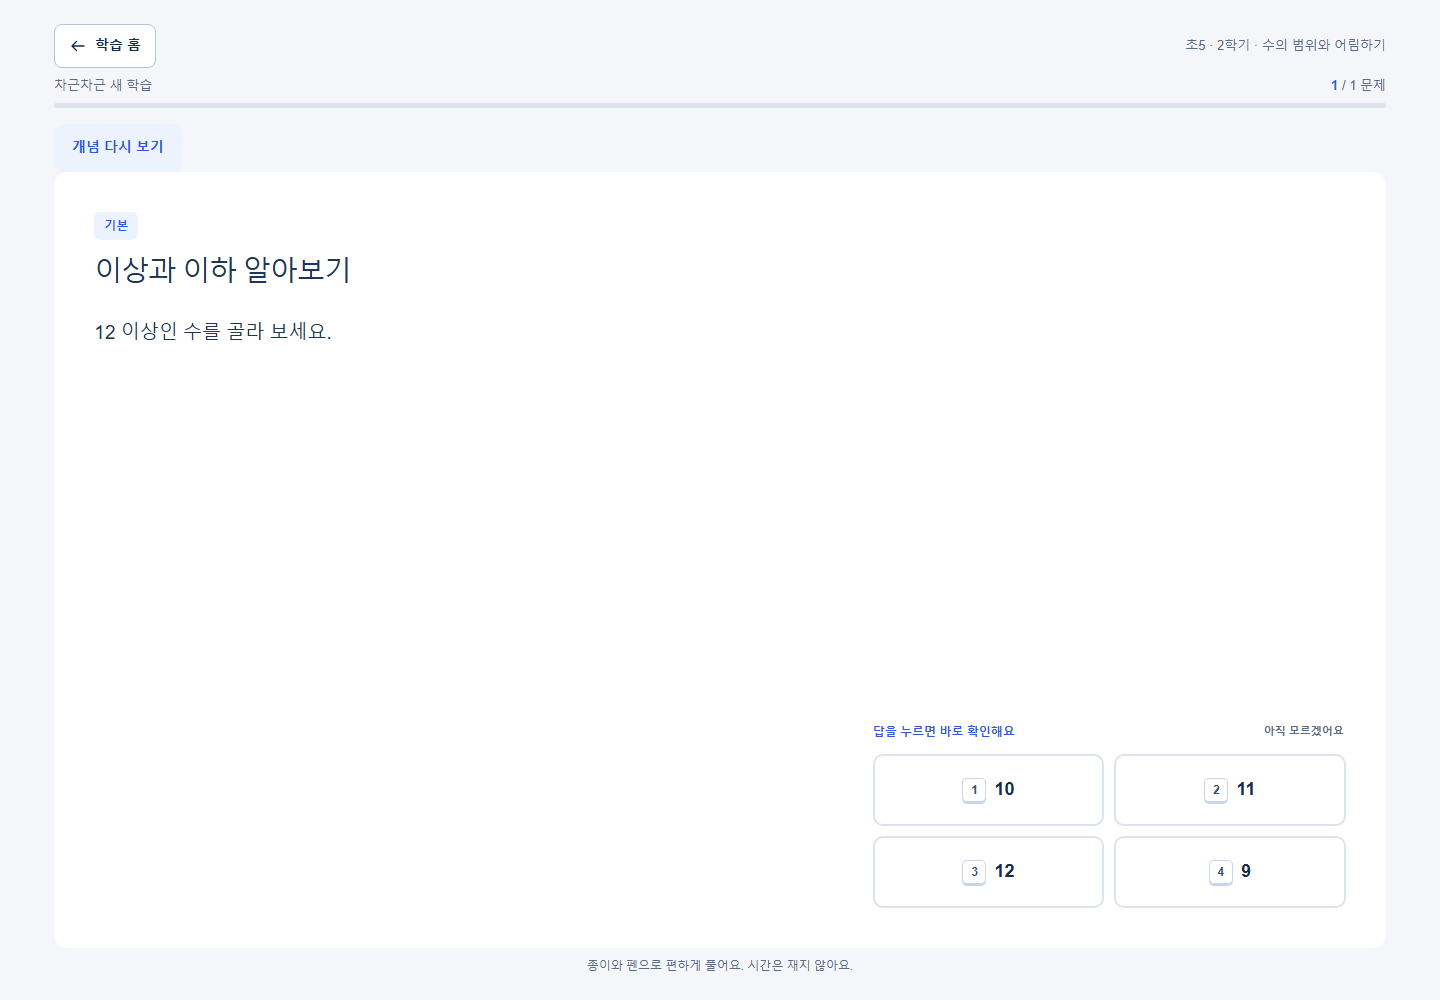 학습 홈
초5 · 2학기 · 수의 범위와 어림하기
차근차근 새 학습
1 / 1 문제
개념 다시 보기
기본
이상과 이하 알아보기
12 이상인 수를 골라 보세요.
답을 누르면 바로 확인해요
아직 모르겠어요
1 10
2 11
3 12
4 9
종이와 펜으로 편하게 풀어요. 시간은 재지 않아요.